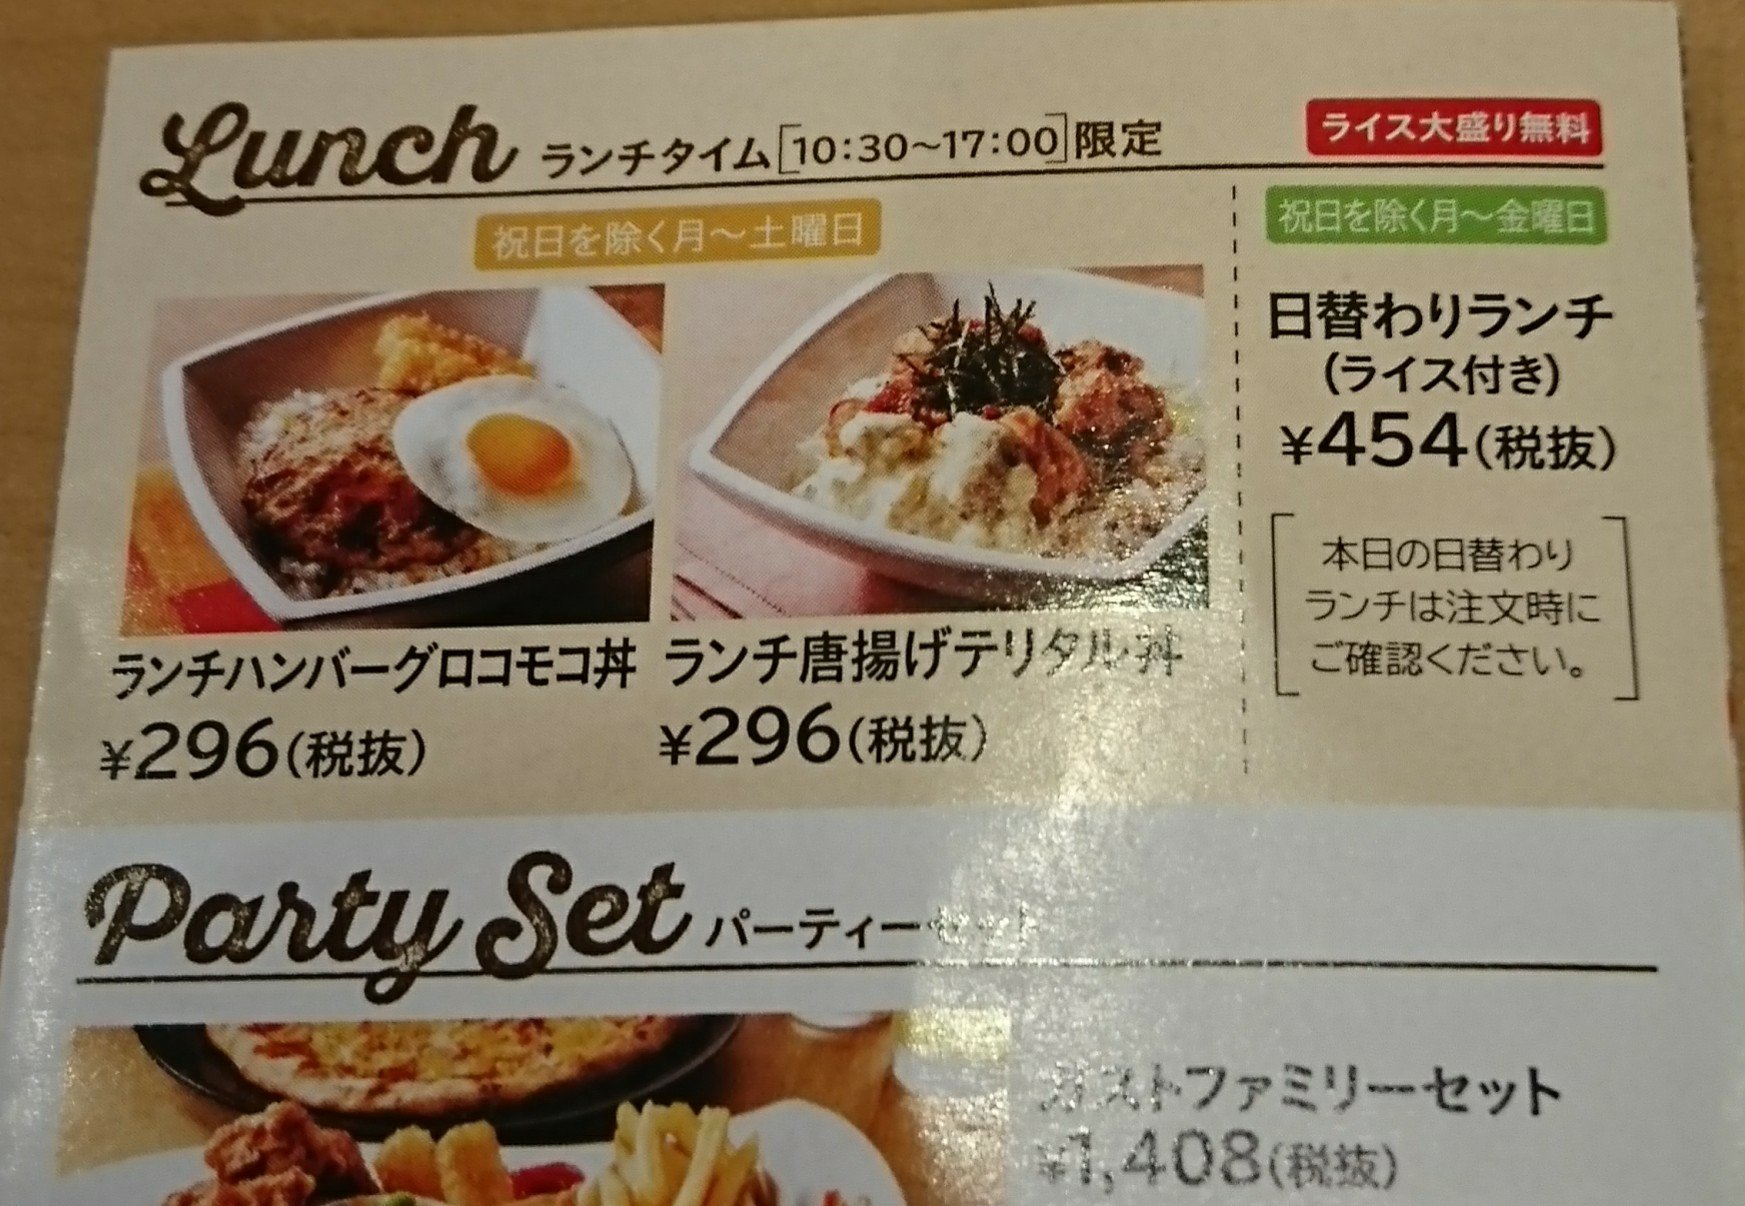 Lunch ランチタイム[10:30〜17:00]限定
ライス大盛り無料
祝日を除く月〜土曜日
ランチハンバーグロコモコ丼
¥296(税抜)
ランチ唐揚げテリタル丼
¥296(税抜)
祝日を除く月〜金曜日
日替わりランチ
(ライス付き)
¥454(税抜)
本日の日替わり
ランチは注文時に
ご確認ください。
Party Set パーティーセット
ガストファミリーセット
¥1,408(税抜)